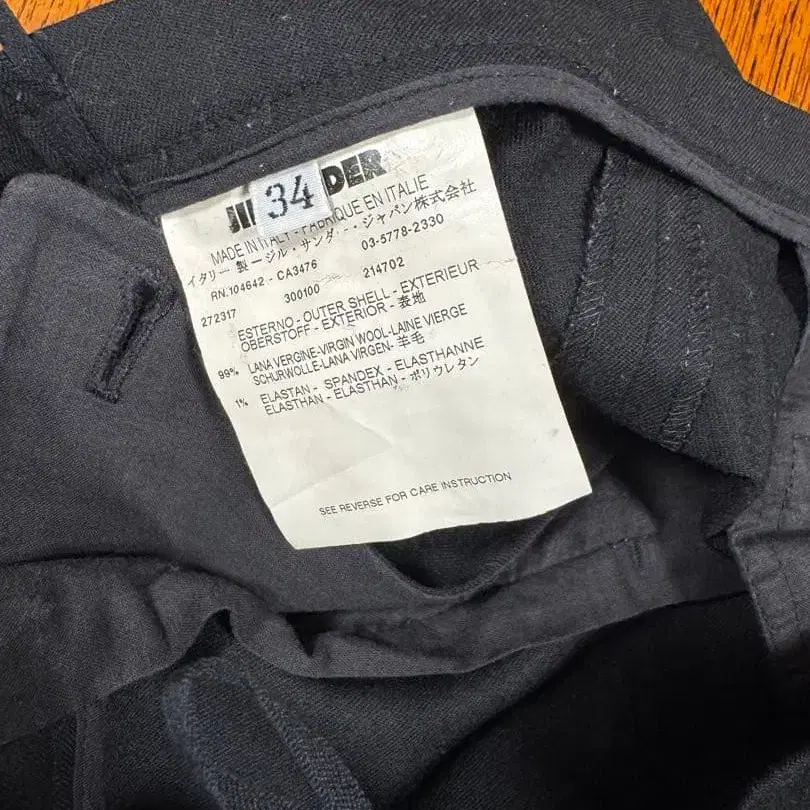 JIL SANDER
34
MADE IN ITALY - FABRIQUE EN ITALIE
イタリー製 ージル・サンダー・ジャパン株式会社
RN.104642 - CA3476 03-5778-2330
272317 300100 214702
ESTERNO - OUTER SHELL - EXTERIEUR
OBERSTOFF - EXTERIOR - 表地
99% LANA VERGINE-VIRGIN WOOL-LAINE VIERGE
SCHURWOLLE-LANA VIRGEN- 羊毛
1% ELASTAN - SPANDEX - ELASTHANNE
ELASTHAN - ELASTHAN - ポリウレタン
SEE REVERSE FOR CARE INSTRUCTION